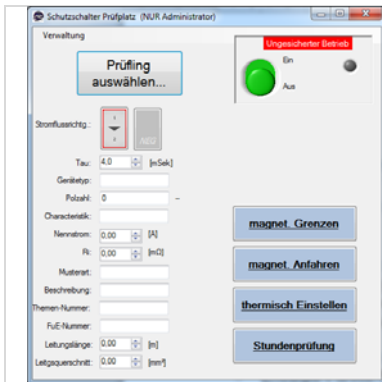 Schutzschalter Prüfplatz (NUR Administrator)
Verwaltung
Prüfling
auswählen...
Ungesicherter Betrieb
Ein
Aus
Stromflussrichtg.:
Tau: 4,0 [mSek]
Gerätetyp:
Polzahl: 0 --
Characteristik:
Nennstrom: 0,00 [A]
Ri: 0,00 [mΩ]
Musterart:
Beschreibung:
Themen-Nummer:
FuE-Nummer:
Leitungslänge: 0,00 [m]
Leitgsquerschnitt: 0,00 [mm²]
magnet. Grenzen
magnet. Anfahren
thermisch Einstellen
Stundenprüfung